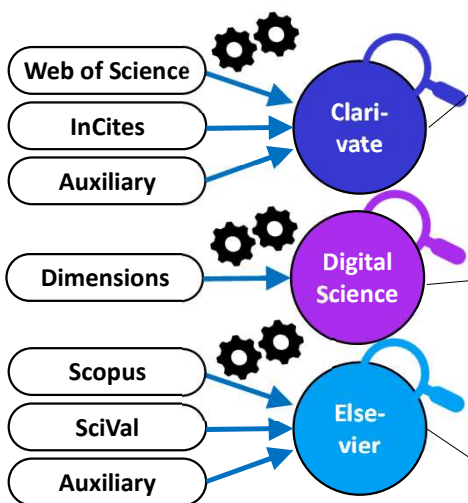 Web of Science
InCites
Auxiliary
Clari-
vate
Dimensions
Digital
Science
Scopus
SciVal
Auxiliary
Else-
vier